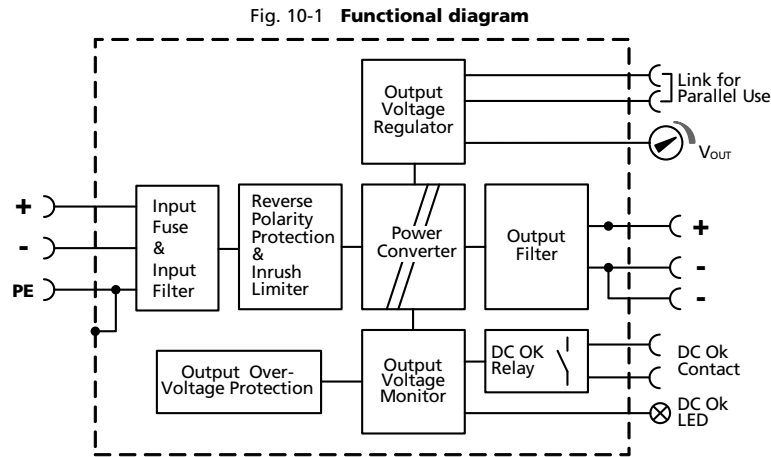 Fig. 10-1 Functional diagram
Output
Voltage
Regulator
Link for
Parallel Use
VOUT
+
-
PE
Input
Fuse
&
Input
Filter
Reverse
Polarity
Protection
&
Inrush
Limiter
Power
Converter
Output
Filter
+
-
-
Output Over-
Voltage Protection
Output
Voltage
Monitor
DC OK
Relay
DC Ok
Contact
DC Ok
LED